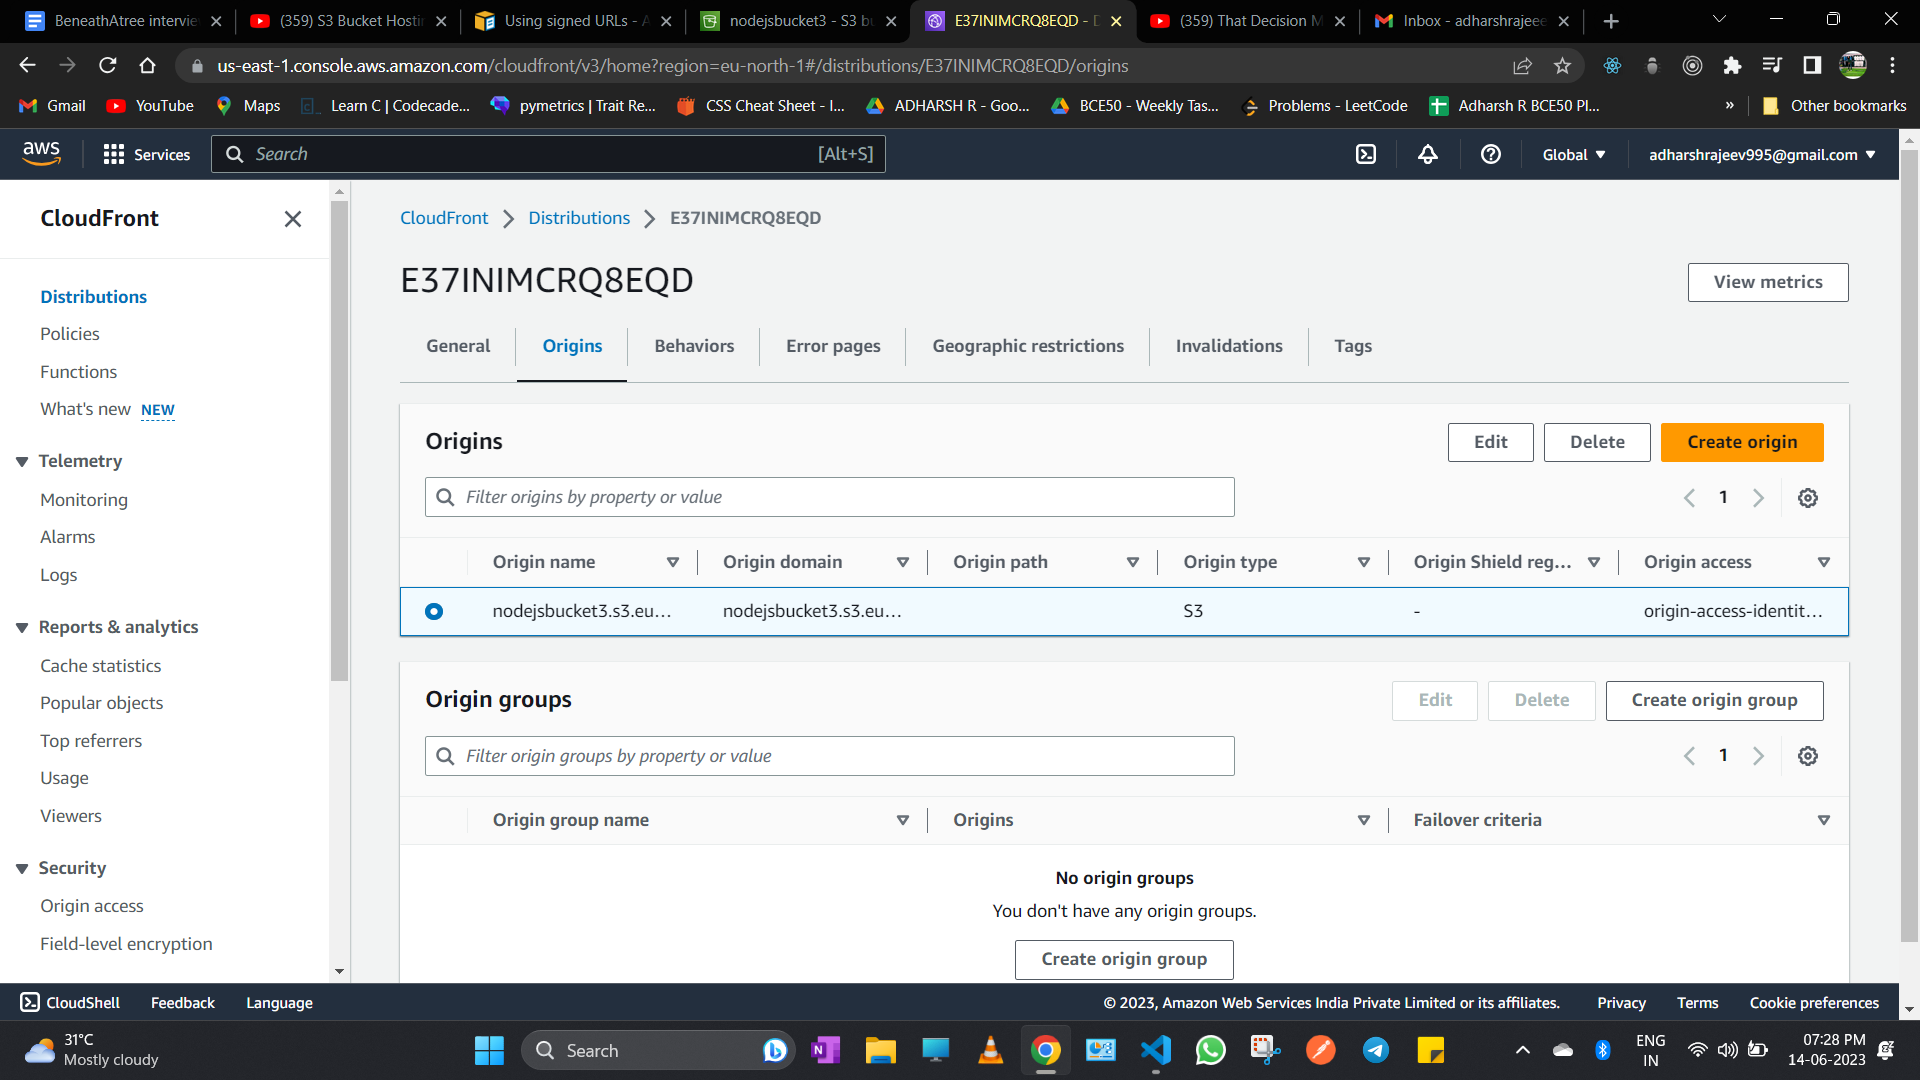 BeneathAtree intervie
(359) S3 Bucket Hostin
Using signed URLs - A
nodejsbucket3 - S3 bu
E37INIMCRQ8EQD - D
(359) That Decision M
Inbox - adharshrajeee
us-east-1.console.aws.amazon.com/cloudfront/v3/home?region=eu-north-1#/distributions/E37INIMCRQ8EQD/origins
Gmail
YouTube
Maps
Learn C | Codecade...
pymetrics | Trait Re...
CSS Cheat Sheet - I...
ADHARSH R - Goo...
BCE50 - Weekly Tas...
Problems - LeetCode
Adharsh R BCE50 Pl...
»
Other bookmarks
aws
Services
Search
[Alt+S]
Global
adharshrajeev995@gmail.com
CloudFront
Distributions
Policies
Functions
What's new NEW
Telemetry
Monitoring
Alarms
Logs
Reports & analytics
Cache statistics
Popular objects
Top referrers
Usage
Viewers
Security
Origin access
Field-level encryption
CloudFront
Distributions
E37INIMCRQ8EQD
E37INIMCRQ8EQD
View metrics
General
Origins
Behaviors
Error pages
Geographic restrictions
Invalidations
Tags
Origins
Edit
Delete
Create origin
Filter origins by property or value
1
Origin name
Origin domain
Origin path
Origin type
Origin Shield reg...
Origin access
nodejsbucket3.s3.eu...
nodejsbucket3.s3.eu...
S3
-
origin-access-identit...
Origin groups
Edit
Delete
Create origin group
Filter origin groups by property or value
1
Origin group name
Origins
Failover criteria
No origin groups
You don't have any origin groups.
Create origin group
CloudShell
Feedback
Language
© 2023, Amazon Web Services India Private Limited or its affiliates.
Privacy
Terms
Cookie preferences
31°C
Mostly cloudy
Search
ENG
IN
07:28 PM
14-06-2023